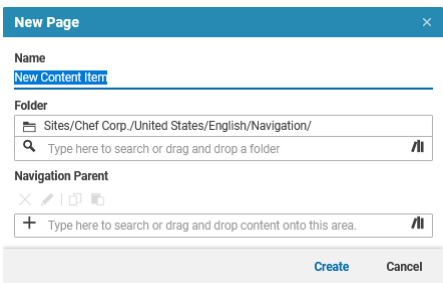 New Page
Name
New Content Item
Folder
Sites/Chef Corp./United States/English/Navigation/
Type here to search or drag and drop a folder
Navigation Parent
Type here to search or drag and drop content onto this area.
Create Cancel